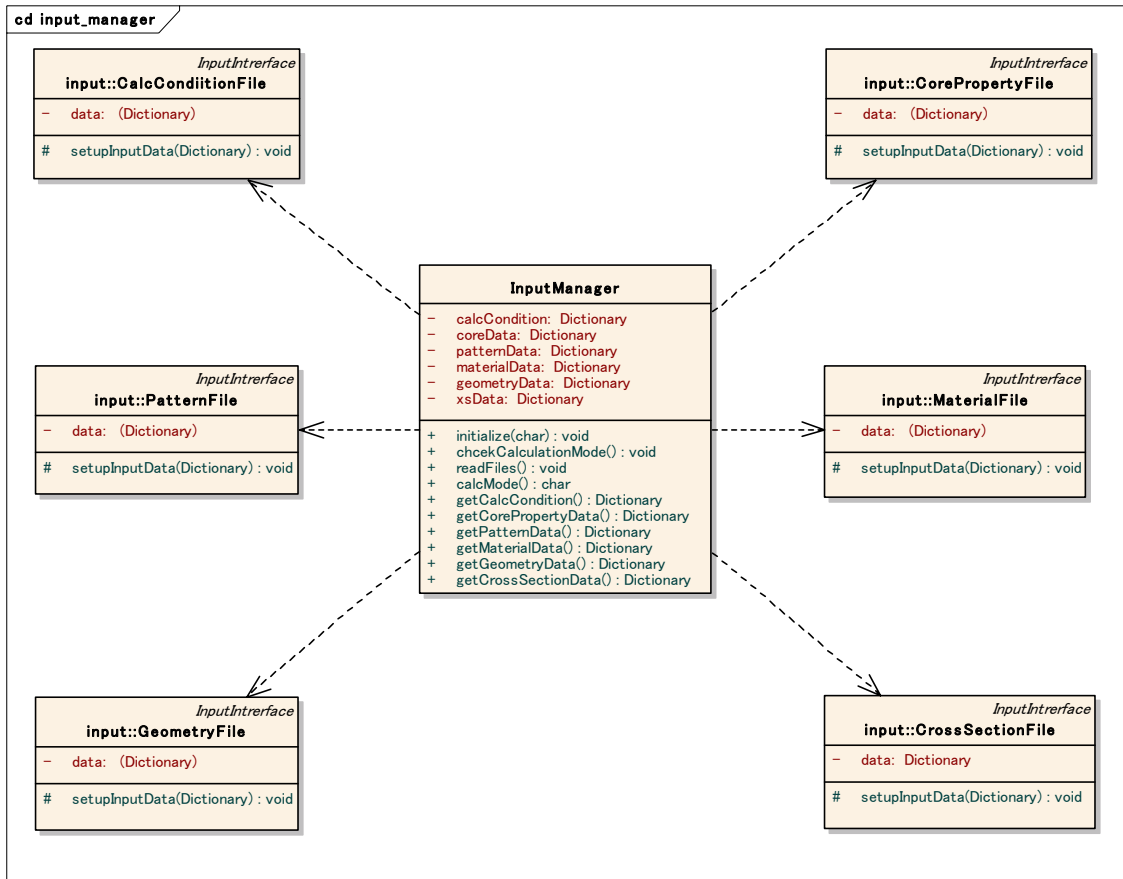 cd input_manager
InputIntrerface
input::CalcCondiitionFile
- data: (Dictionary)
# setupInputData(Dictionary) : void
InputIntrerface
input::CorePropertyFile
- data: (Dictionary)
# setupInputData(Dictionary) : void
InputManager
- calcCondition: Dictionary
- coreData: Dictionary
- patternData: Dictionary
- materialData: Dictionary
- geometryData: Dictionary
- xsData: Dictionary
+ initialize(char) : void
+ chcekCalculationMode() : void
+ readFiles() : void
+ calcMode() : char
+ getCalcCondition() : Dictionary
+ getCorePropertyData() : Dictionary
+ getPatternData() : Dictionary
+ getMaterialData() : Dictionary
+ getGeometryData() : Dictionary
+ getCrossSectionData() : Dictionary
InputIntrerface
input::PatternFile
- data: (Dictionary)
# setupInputData(Dictionary) : void
InputIntrerface
input::MaterialFile
- data: (Dictionary)
# setupInputData(Dictionary) : void
InputIntrerface
input::GeometryFile
- data: (Dictionary)
# setupInputData(Dictionary) : void
InputIntrerface
input::CrossSectionFile
- data: Dictionary
# setupInputData(Dictionary) : void